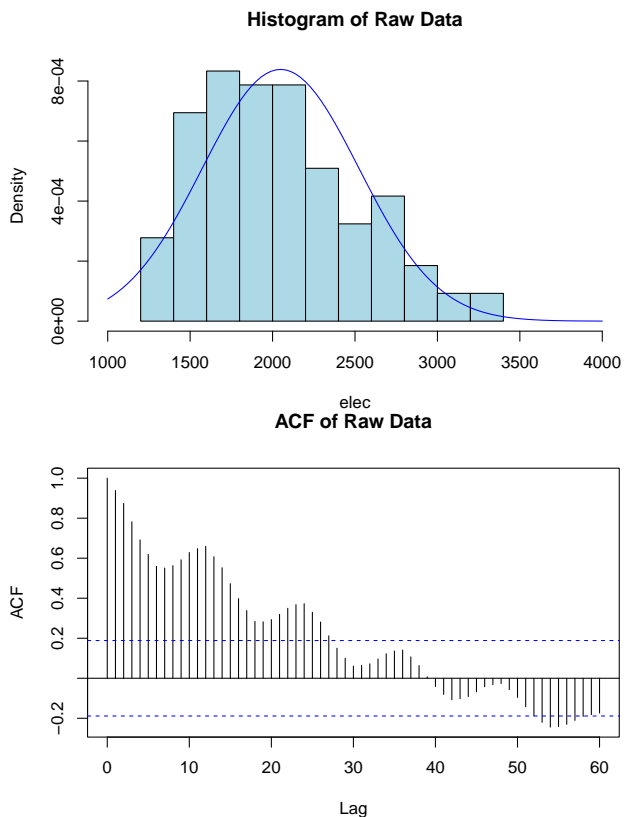 Histogram of Raw Data
Density
0e+00 4e-04 8e-04
1000 1500 2000 2500 3000 3500 4000
elec
ACF of Raw Data
ACF
-0.2 0.2 0.4 0.6 0.8 1.0
0 10 20 30 40 50 60
Lag